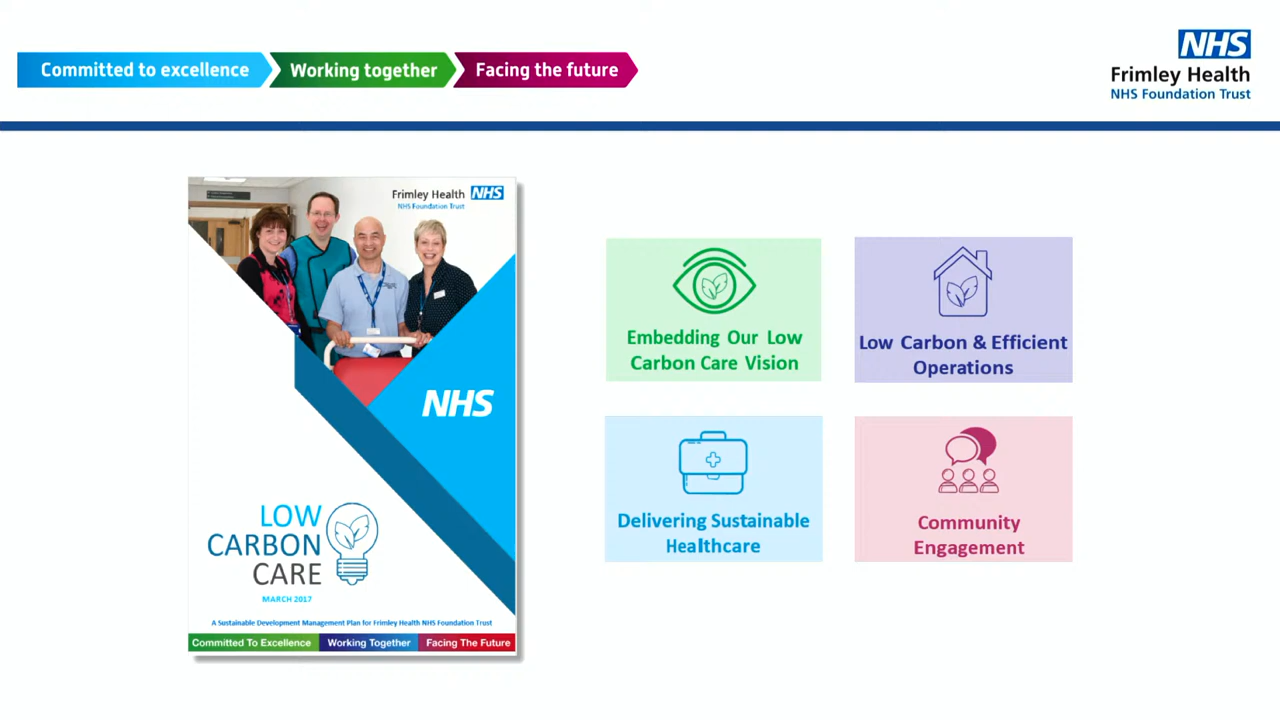 Committed to excellence
Working together
Facing the future
NHS
Frimley Health
NHS Foundation Trust
Frimley Health NHS
NHS Foundation Trust
NHS
LOW
CARBON
CARE
MARCH 2017
A Sustainable Development Management Plan for Frimley Health NHS Foundation Trust
Committed To Excellence
Working Together
Facing The Future
Embedding Our Low
Carbon Care Vision
Low Carbon & Efficient
Operations
Delivering Sustainable
Healthcare
Community
Engagement